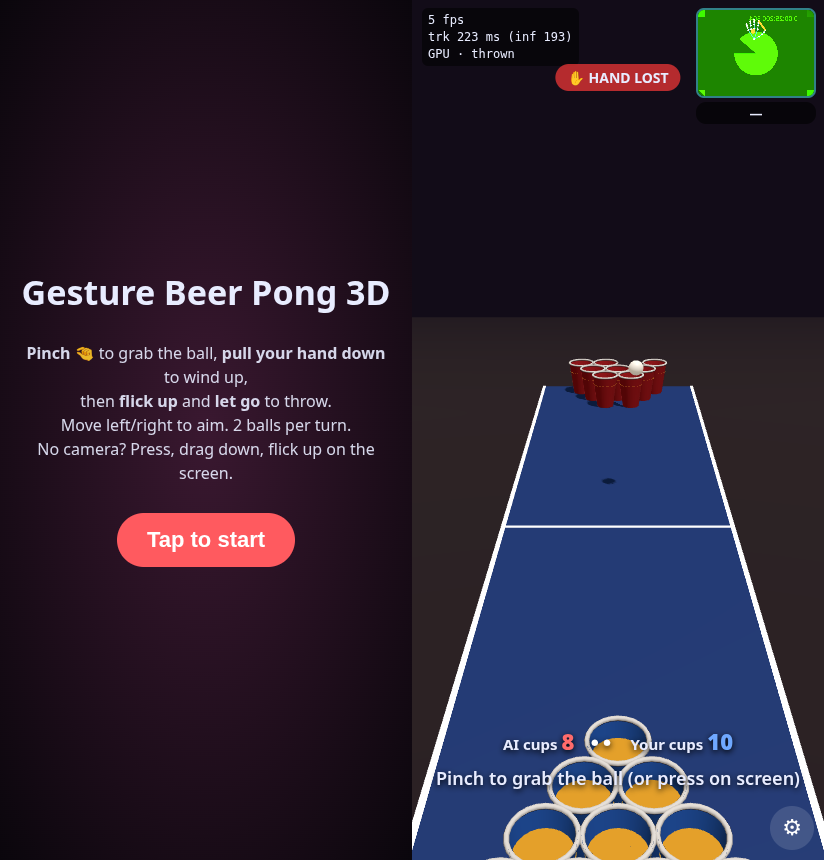 Gesture Beer Pong 3D
Pinch 🤏 to grab the ball, pull your hand down
to wind up,
then flick up and let go to throw.
Move left/right to aim. 2 balls per turn.
No camera? Press, drag down, flick up on the
screen.
Tap to start
5 fps
trk 223 ms (inf 193)
GPU · thrown
✋ HAND LOST
—
AI cups 8 •• Your cups 10
Pinch to grab the ball (or press on screen)